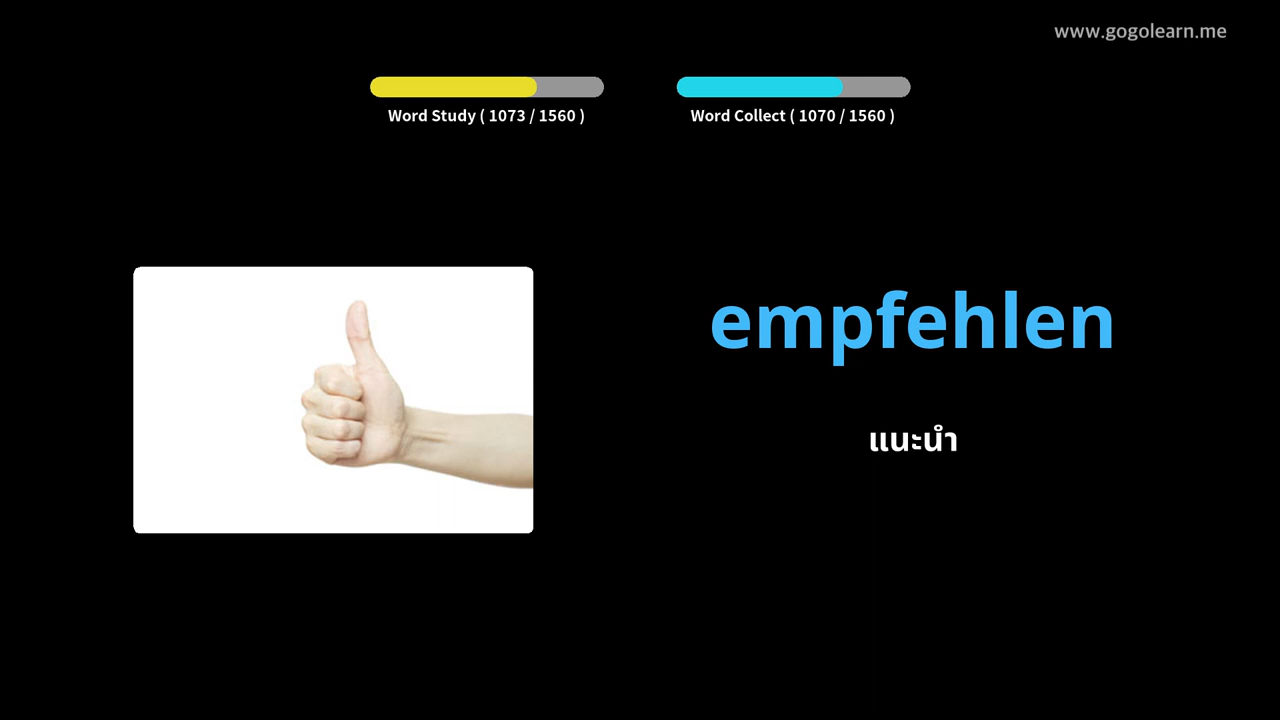 www.gogolearn.me
Word Study ( 1073 / 1560 )
Word Collect ( 1070 / 1560 )
empfehlen
แนะนำ